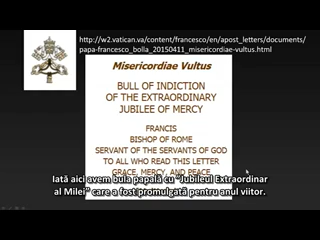 http://w2.vatican.va/content/francesco/en/apost_letters/documents/
papa-francesco_bolla_20150411_misericordiae-vultus.html
Misericordiae Vultus
BULL OF INDICTION
OF THE EXTRAORDINARY
JUBILEE OF MERCY
FRANCIS
BISHOP OF ROME
SERVANT OF THE SERVANTS OF GOD
TO ALL WHO READ THIS LETTER
GRACE, MERCY, AND PEACE
Iată aici avem bula papală cu "Jubileul Extraordinar
al Milei" care a fost promulgată pentru anul viitor.